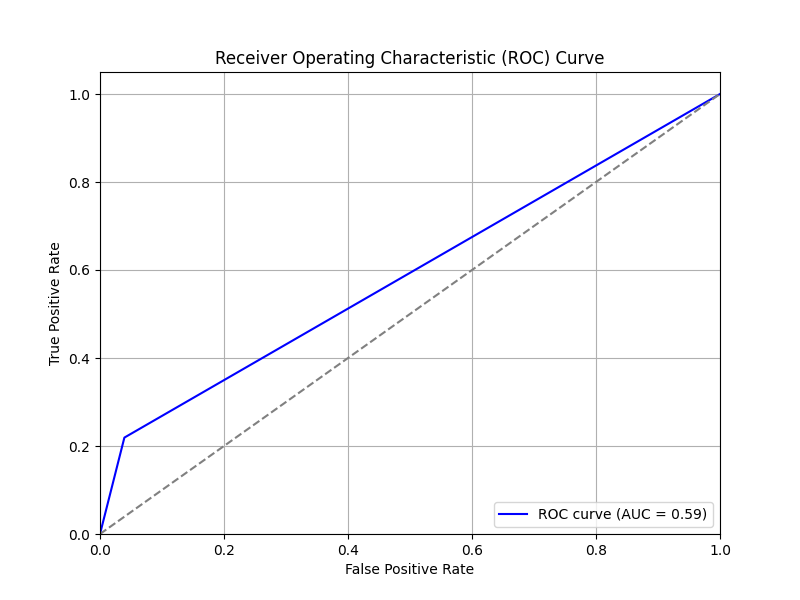 Receiver Operating Characteristic (ROC) Curve
1.0
0.8
0.6
0.4
0.2
0.0
True Positive Rate
ROC curve (AUC = 0.59)
0.0 0.2 0.4 0.6 0.8 1.0
False Positive Rate